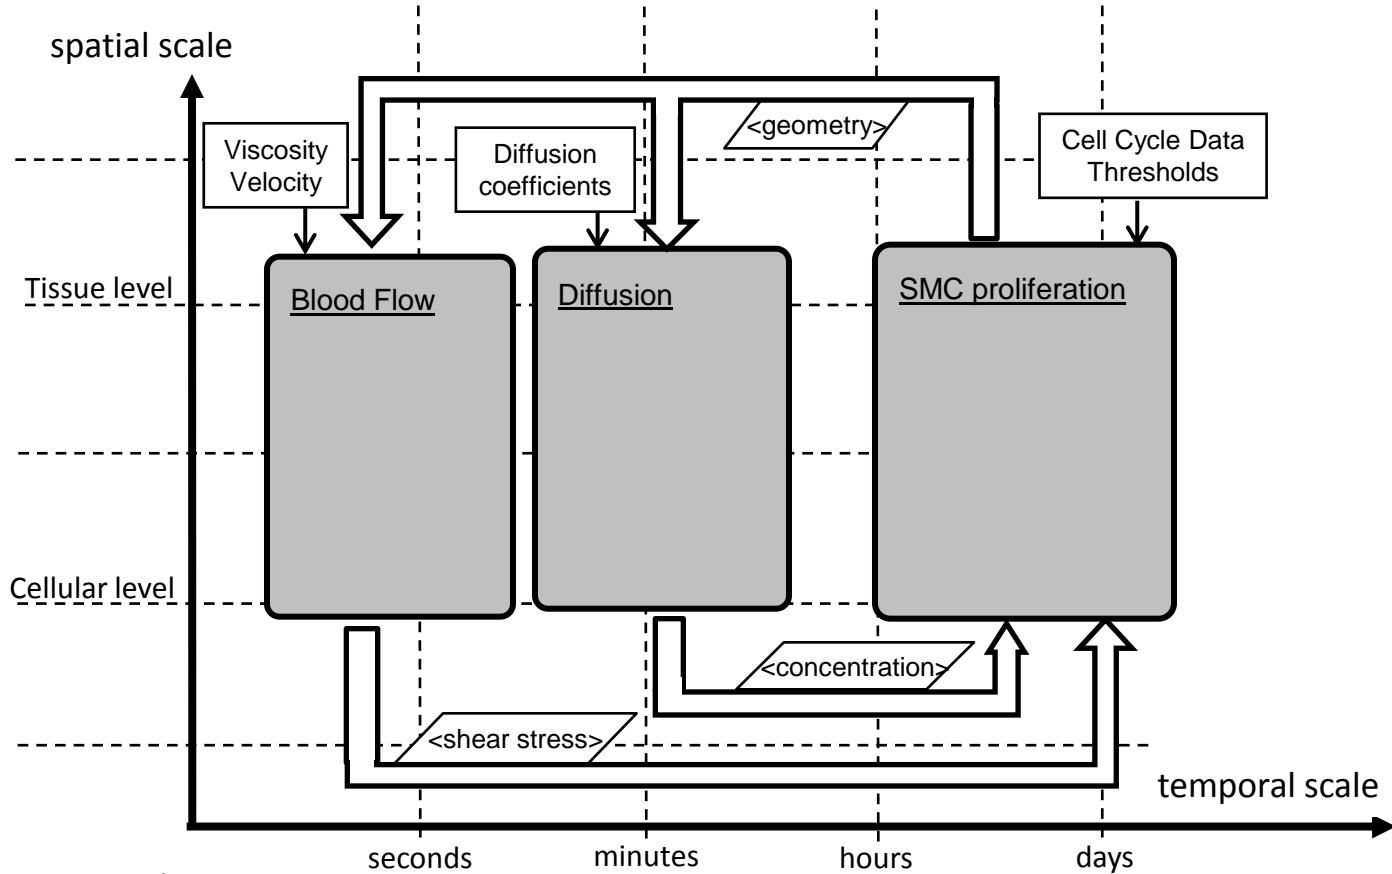 spatial scale
<geometry>
Viscosity
Velocity
Diffusion
coefficients
Cell Cycle Data
Thresholds
Tissue level
Blood Flow
Diffusion
SMC proliferation
Cellular level
<concentration>
<shear stress>
temporal scale
seconds
minutes
hours
days